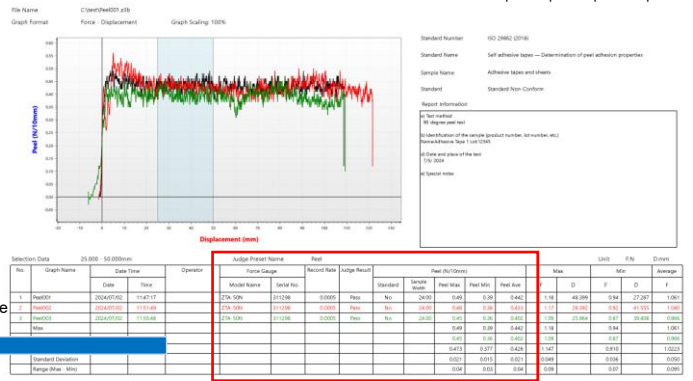 File Name C:\test\Peel001.a5b
Graph Format Force - Displacement Graph Scaling: 100%
Standard Number ISO 29862 (2018)
Standard Name Self adhesive tapes — Determination of peel adhesion properties
Sample Name Adhesive tapes and sheets
Standard Standard Non-Conform
Report Information
a) Test method
90 degree peel test
b) Identification of the sample (product number, lot number, etc.)
Name:Adhesive Tape 1 Lot:12345
d) Date and place of the test
7/9/ 2024
e) Special notes
Peel (N/10mm)
Displacement (mm)
Selection Data 25.000 - 50.000mm Judge Preset Name Peel Unit F:N D:mm
No. Graph Name Date Time Operator Force Gauge Record Rate Judge Result Peel (N/10mm) Max Min Average
Date Time Model Name Serial No. Standard Sample Width Peel Max Peel Min Peel Ave F D F D F
1 Peel001 2024/07/02 11:47:17 ZTA-50N 311298 0.0005 Pass No 24.00 0.49 0.39 0.442 1.18 48.399 0.94 27.287 1.061
2 Peel002 2024/07/02 11:51:49 ZTA-50N 311298 0.0005 Pass No 24.00 0.48 0.38 0.433 1.17 0.92 41.555 1.040
3 Peel003 2024/07/02 11:55:48 ZTA-50N 311298 0.0005 Pass No 24.00 0.45 0.36 0.402 1.09 25.964 0.87 39.498 0.966
Max 0.49 0.39 0.442 1.18 0.94 1.061
e
0.45 0.36 0.402 1.09 0.87 0.966
0.473 0.377 0.426 1.147 0.910 1.0223
Standard Deviation 0.021 0.015 0.021 0.049 0.036 0.050
Range (Max - Min) 0.04 0.03 0.04 0.09 0.07 0.095